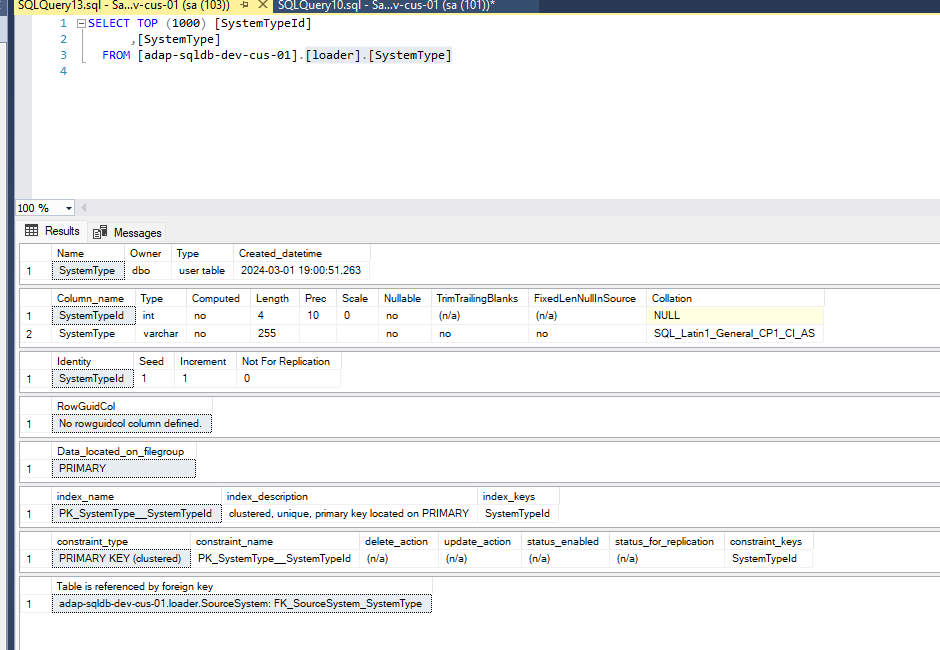 SQLQuery13.sql - Sa...v-cus-01 (sa (103)) SQLQuery10.sql - Sa...v-cus-01 (sa (101))*
1 SELECT TOP (1000) [SystemTypeId]
2 ,[SystemType]
3 FROM [adap-sqldb-dev-cus-01].[loader].[SystemType]
4
100 %
Results Messages
Name Owner Type Created_datetime
1 SystemType dbo user table 2024-03-01 19:00:51.263
Column_name Type Computed Length Prec Scale Nullable TrimTrailingBlanks FixedLenNullInSource Collation
1 SystemTypeId int no 4 10 0 no (n/a) (n/a) NULL
2 SystemType varchar no 255 no no no SQL_Latin1_General_CP1_CI_AS
Identity Seed Increment Not For Replication
1 SystemTypeId 1 1 0
RowGuidCol
1 No rowguidcol column defined.
Data_located_on_filegroup
1 PRIMARY
index_name index_description index_keys
1 PK_SystemType__SystemTypeId clustered, unique, primary key located on PRIMARY SystemTypeId
constraint_type constraint_name delete_action update_action status_enabled status_for_replication constraint_keys
1 PRIMARY KEY (clustered) PK_SystemType__SystemTypeId (n/a) (n/a) (n/a) (n/a) SystemTypeId
Table is referenced by foreign key
1 adap-sqldb-dev-cus-01.loader.SourceSystem: FK_SourceSystem_SystemType